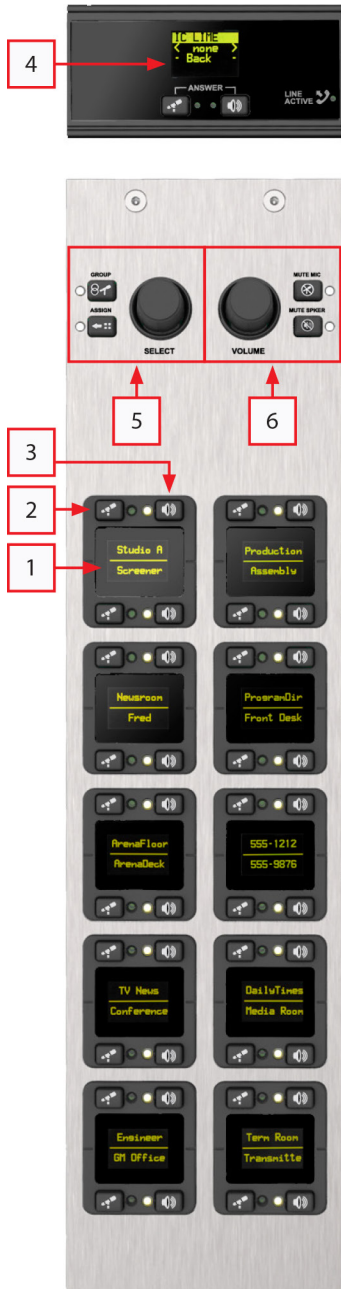 IC LINE
< none >
- Back -
4
ANSWER
LINE
ACTIVE
GROUP
ASSIGN
SELECT
VOLUME
MUTE MIC
MUTE SPKER
5
6
3
2
1
Studio A
Screener
Production
Assembly
Newsroom
Fred
ProgramDir
Front Desk
ArenaFloor
ArenaDeck
555-1212
555-9876
TV News
Conference
DailyTimes
Media Room
Engineer
GM Office
Term Room
Transmitte